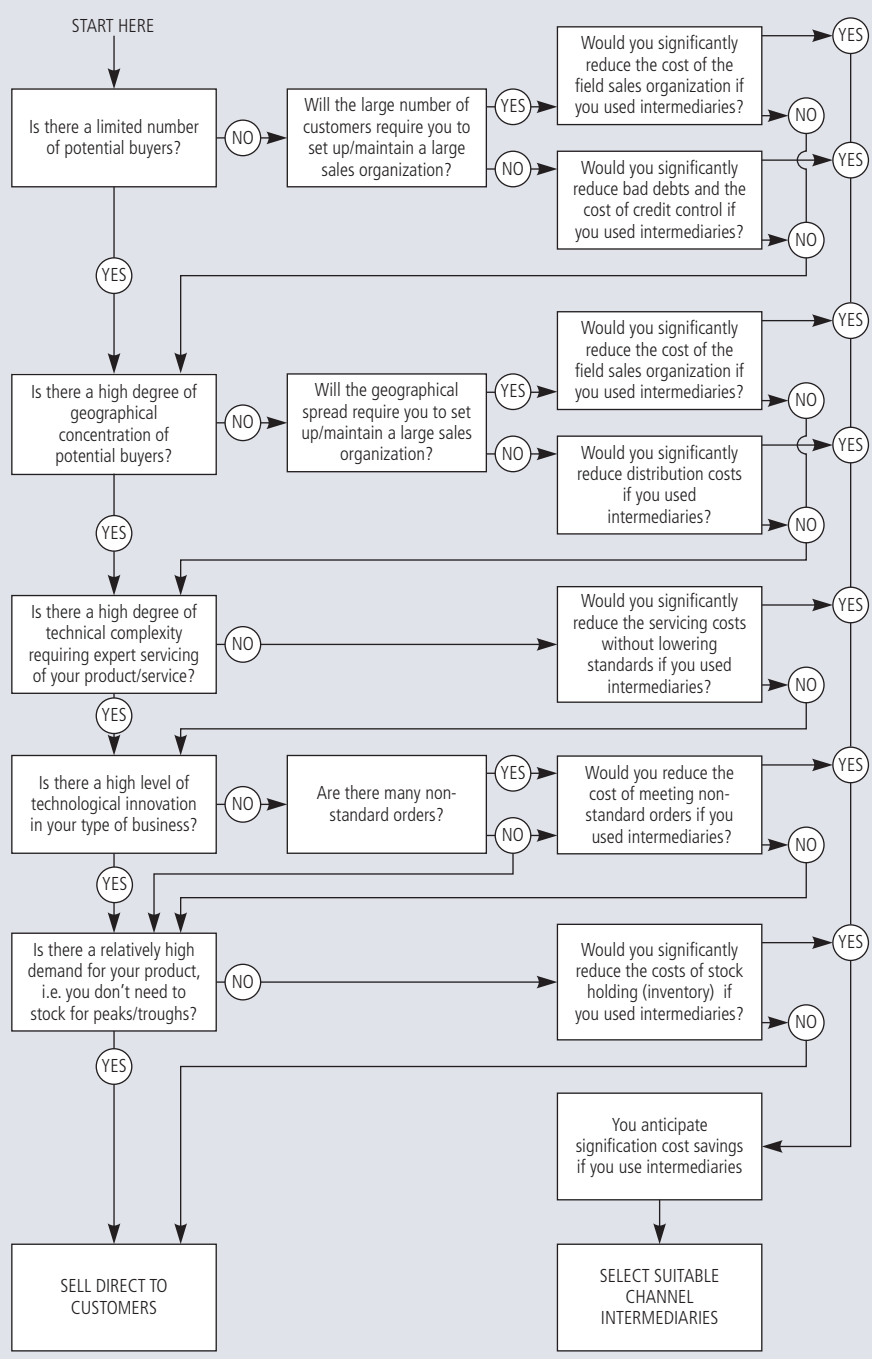 START HERE
Is there a limited number
of potential buyers?
NO
Will the large number of
customers require you to
set up/maintain a large
sales organization?
YES
Would you significantly
reduce the cost of the
field sales organization if
you used intermediaries?
YES
NO
NO
Would you significantly
reduce bad debts and the
cost of credit control if
you used intermediaries?
YES
NO
YES
Is there a high degree of
geographical
concentration of
potential buyers?
NO
Will the geographical
spread require you to set
up/maintain a large sales
organization?
YES
Would you significantly
reduce the cost of the
field sales organization if
you used intermediaries?
YES
NO
NO
Would you significantly
reduce distribution costs
if you used
intermediaries?
YES
NO
YES
Is there a high degree of
technical complexity
requiring expert servicing
of your product/service?
NO
Would you significantly
reduce the servicing costs
without lowering
standards if you used
intermediaries?
YES
NO
YES
Is there a high level of
technological innovation
in your type of business?
NO
Are there many non-
standard orders?
YES
NO
Would you reduce the
cost of meeting non-
standard orders if you
used intermediaries?
YES
NO
YES
Is there a relatively high
demand for your product,
i.e. you don't need to
stock for peaks/troughs?
NO
Would you significantly
reduce the costs of stock
holding (inventory) if
you used intermediaries?
YES
NO
YES
You anticipate
signification cost savings
if you use intermediaries
SELL DIRECT TO
CUSTOMERS
SELECT SUITABLE
CHANNEL
INTERMEDIARIES